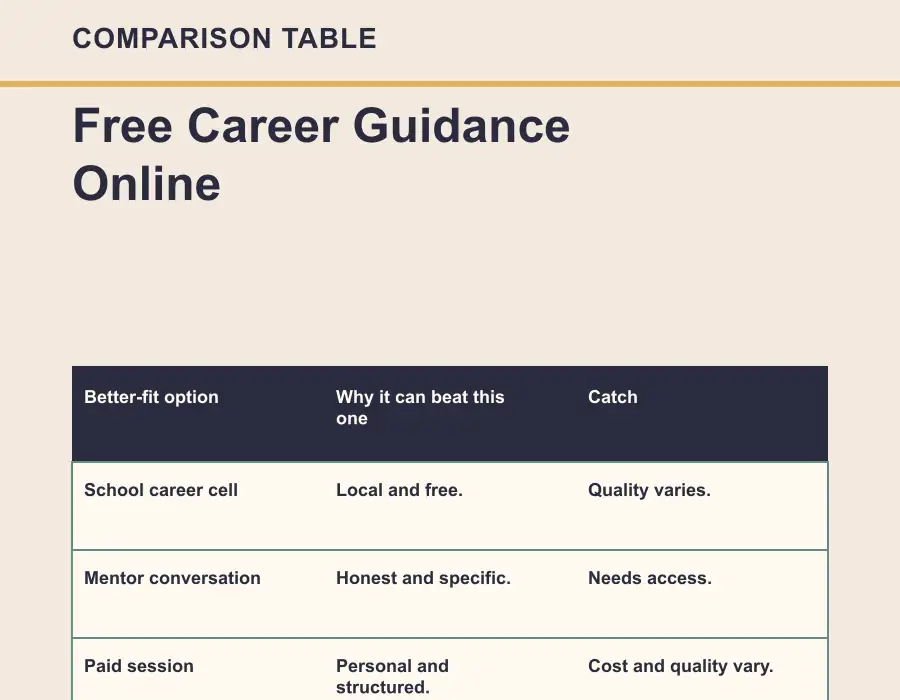 COMPARISON TABLE
Free Career Guidance
Online
Better-fit option
Why it can beat this
one
Catch
School career cell
Local and free.
Quality varies.
Mentor conversation
Honest and specific.
Needs access.
Paid session
Personal and
structured.
Cost and quality vary.